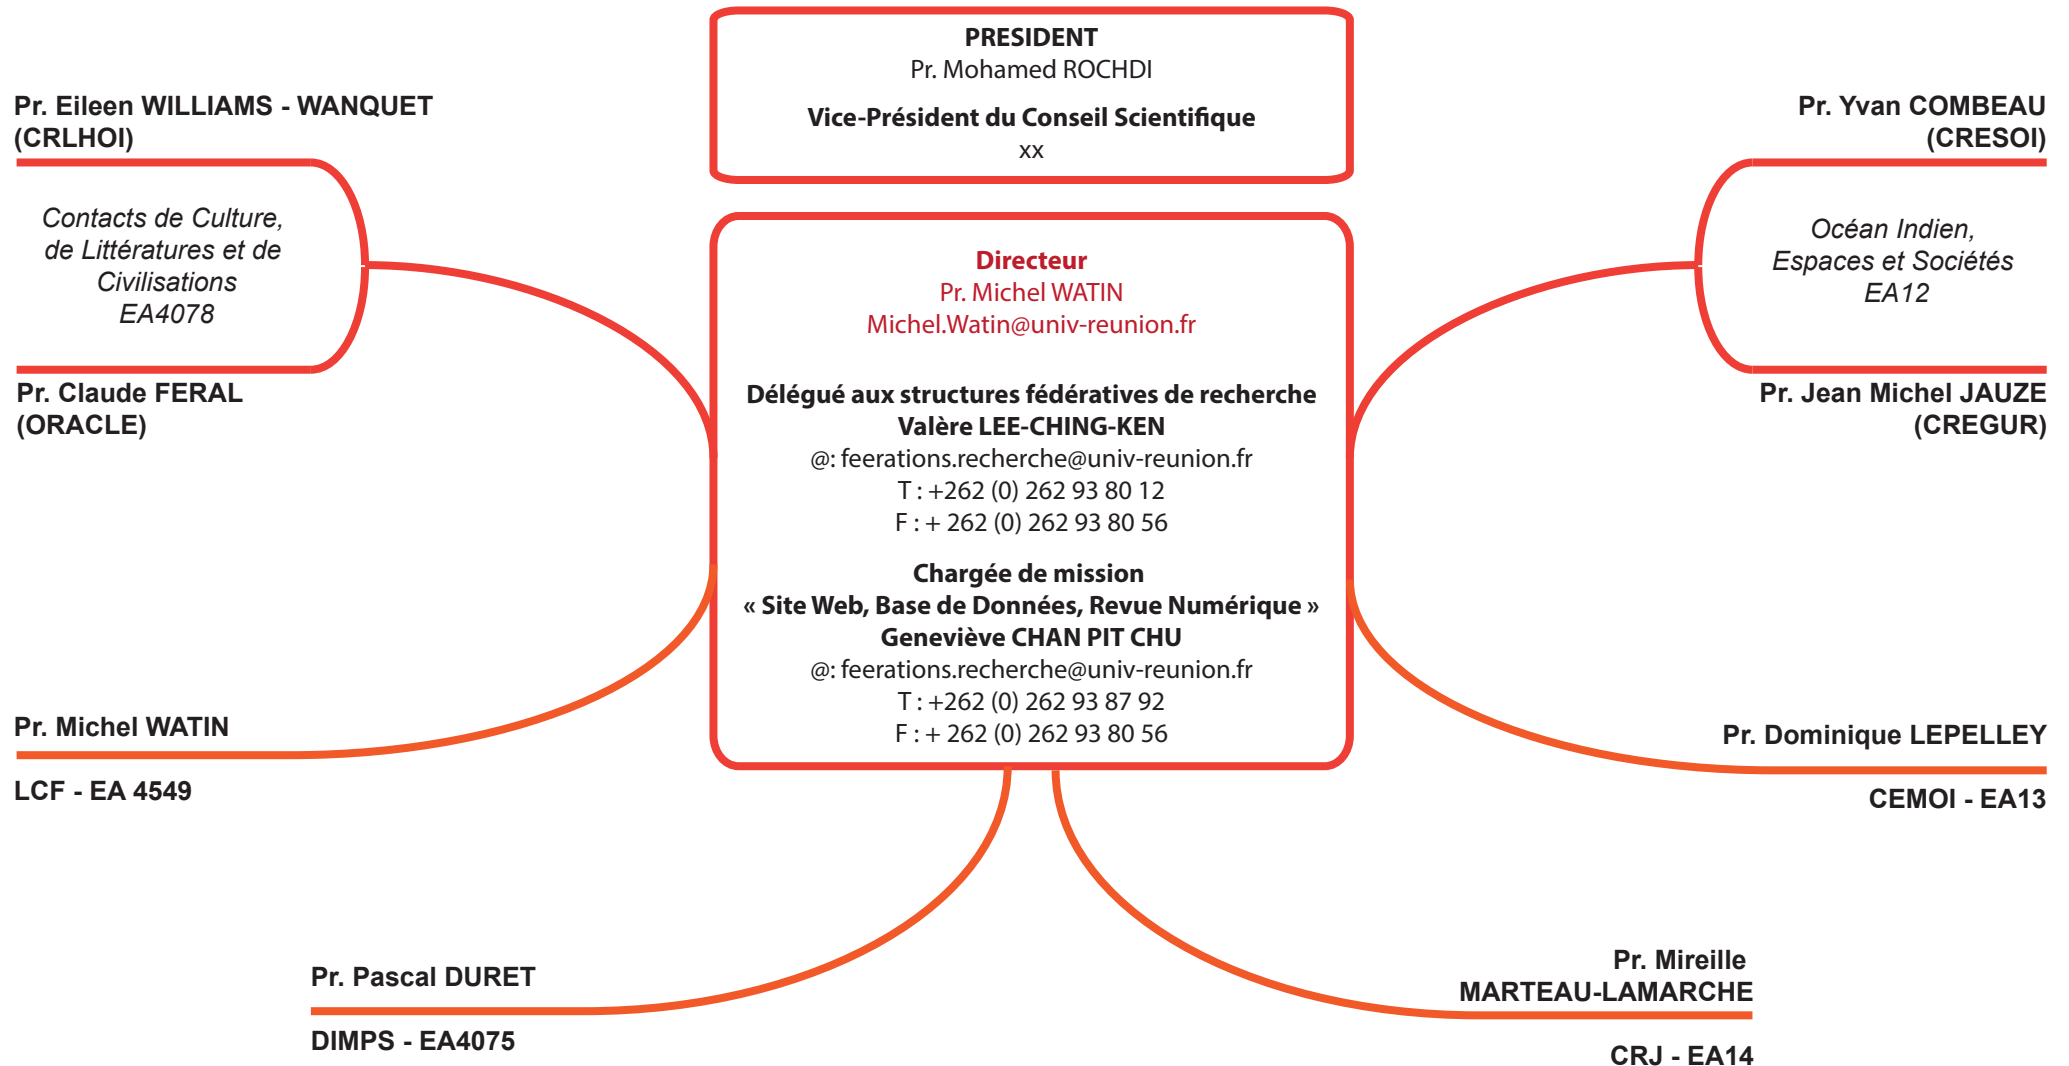 PRESIDENT
Pr. Mohamed ROCHDI
Vice-Président du Conseil Scientifique
xx
Pr. Eileen WILLIAMS - WANQUET
(CRLHOI)
Contacts de Culture,
de Littératures et de
Civilisations
EA4078
Pr. Claude FERAL
(ORACLE)
Pr. Yvan COMBEAU
(CRESOI)
Océan Indien,
Espaces et Sociétés
EA12
Pr. Jean Michel JAUZE
(CREGUR)
Directeur
Pr. Michel WATIN
Michel.Watin@univ-reunion.fr
Délégué aux structures fédératives de recherche
Valère LEE-CHING-KEN
@: feerations.recherche@univ-reunion.fr
T : +262 (0) 262 93 80 12
F : + 262 (0) 262 93 80 56
Chargée de mission
« Site Web, Base de Données, Revue Numérique »
Geneviève CHAN PIT CHU
@: feerations.recherche@univ-reunion.fr
T : +262 (0) 262 93 87 92
F : + 262 (0) 262 93 80 56
Pr. Michel WATIN
LCF - EA 4549
Pr. Dominique LEPELLEY
CEMOI - EA13
Pr. Pascal DURET
DIMPS - EA4075
Pr. Mireille
MARTEAU-LAMARCHE
CRJ - EA14